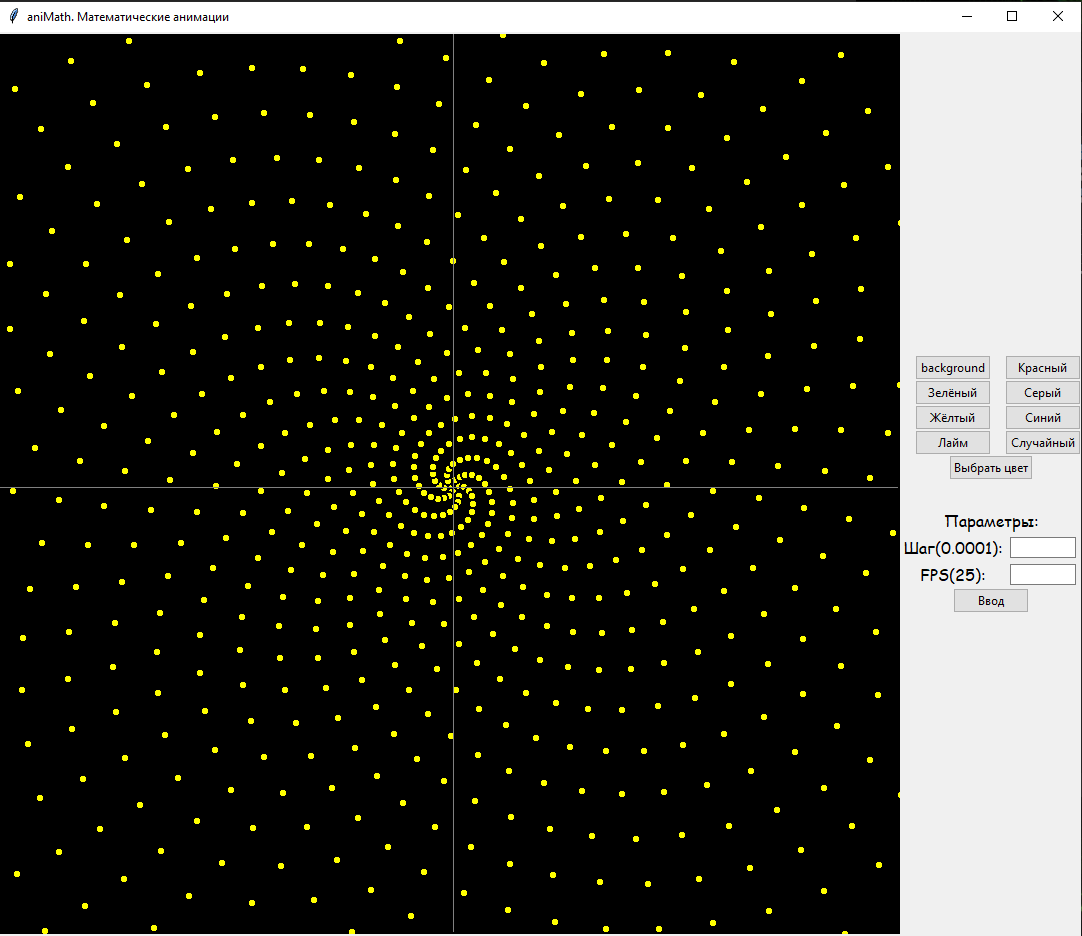 aniMath. Математические анимации
background Красный
Зелёный Серый
Жёлтый Синий
Лайм Случайный
Выбрать цвет
Параметры:
Шаг(0.0001):
FPS(25):
Ввод